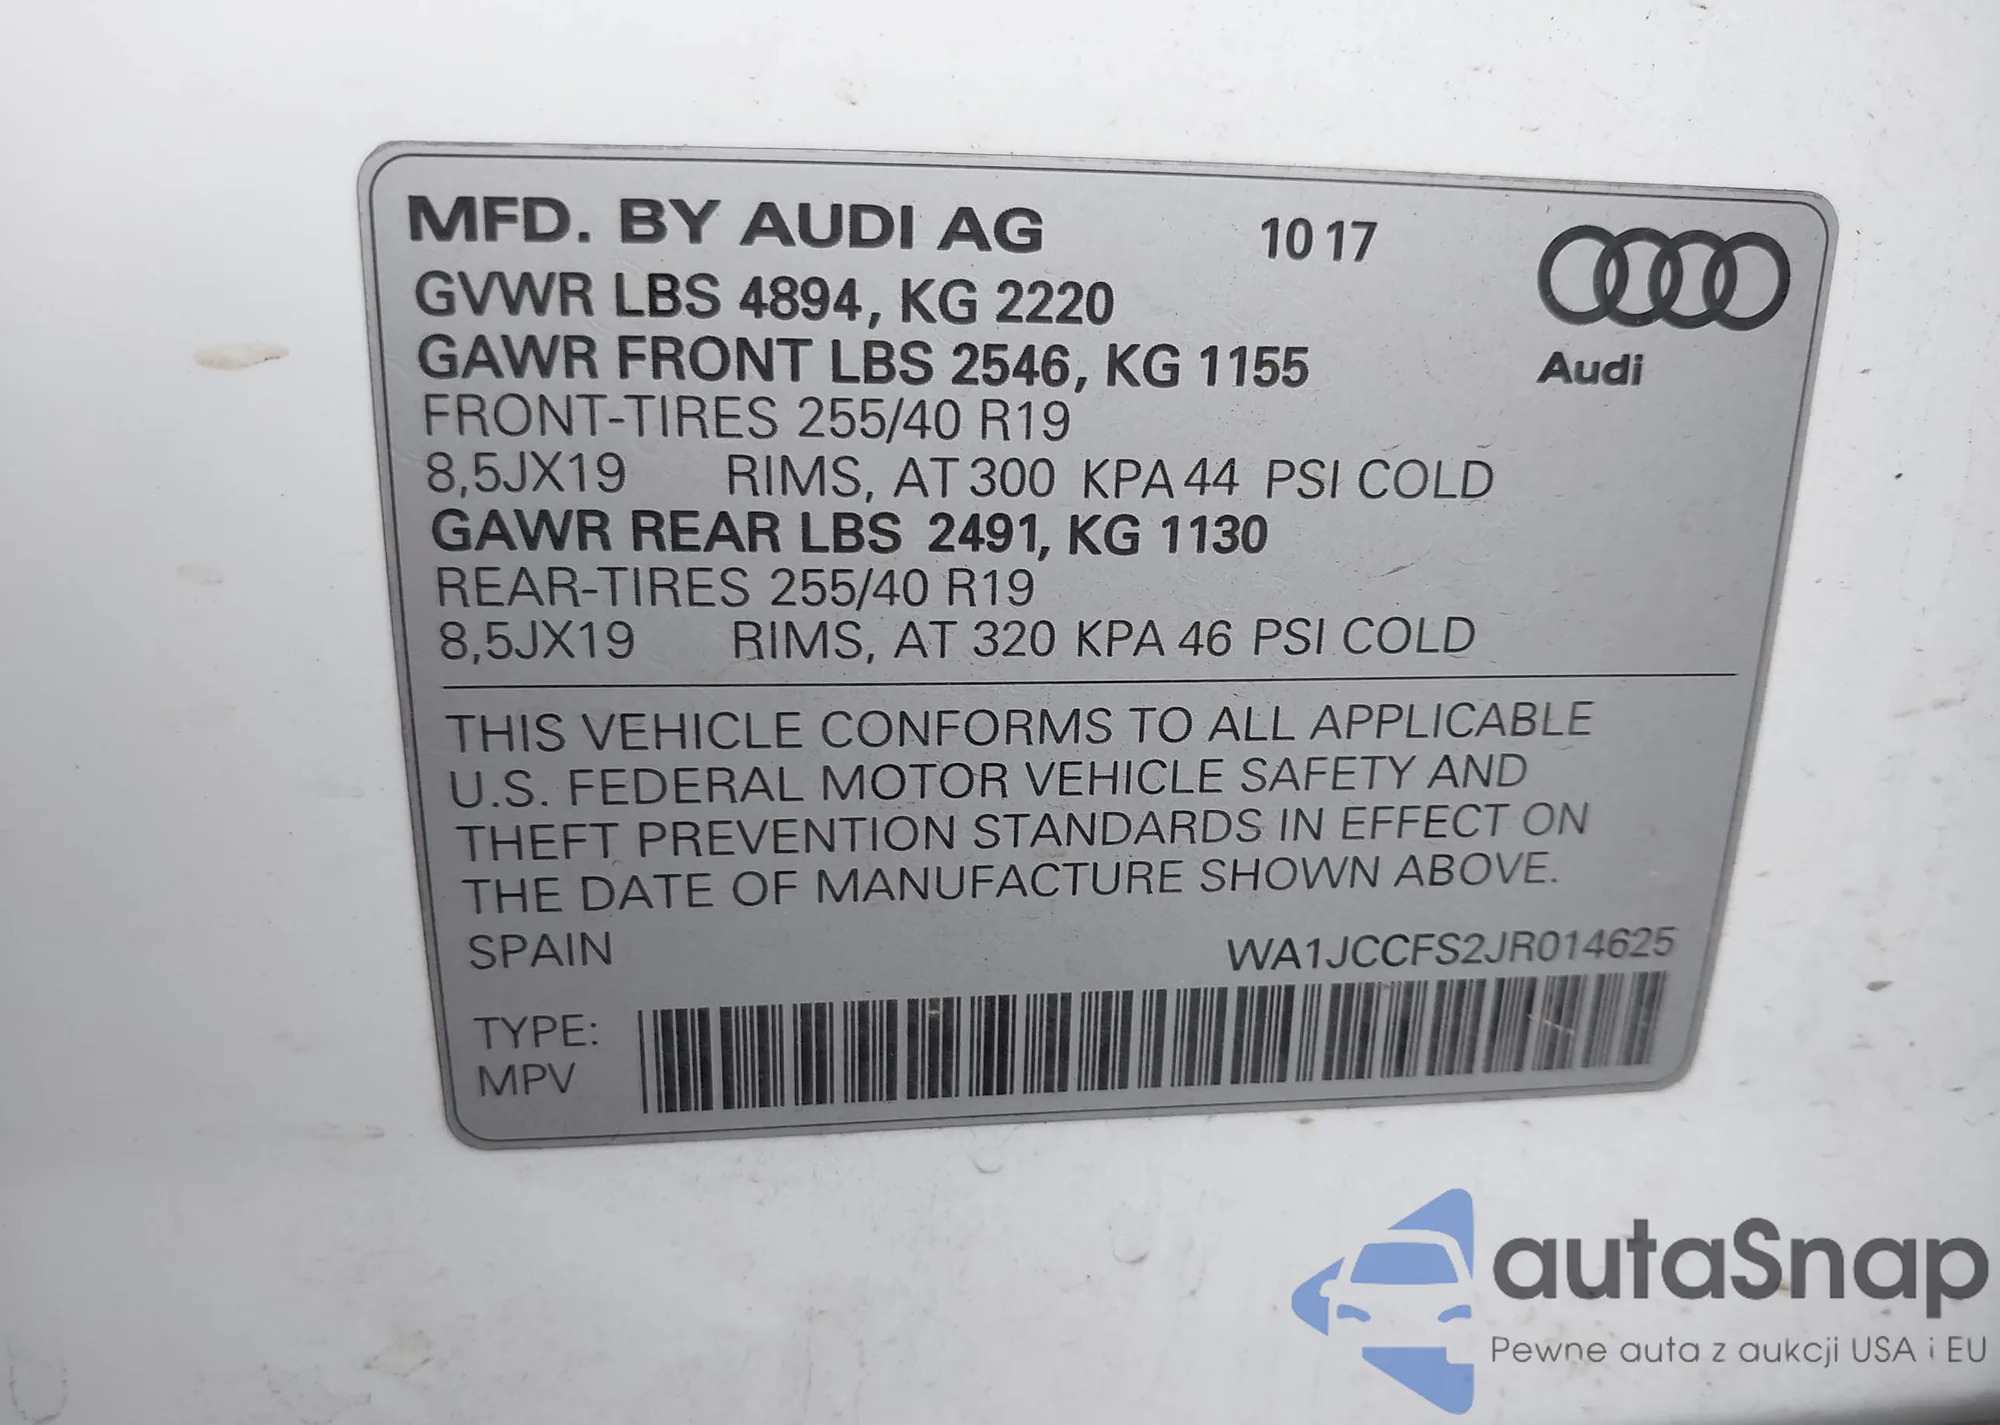 MFD. BY AUDI AG 10 17
GVWR LBS 4894, KG 2220
GAWR FRONT LBS 2546, KG 1155
Audi
FRONT-TIRES 255/40 R19
8,5JX19 RIMS, AT 300 KPA 44 PSI COLD
GAWR REAR LBS 2491, KG 1130
REAR-TIRES 255/40 R19
8,5JX19 RIMS, AT 320 KPA 46 PSI COLD
THIS VEHICLE CONFORMS TO ALL APPLICABLE
U.S. FEDERAL MOTOR VEHICLE SAFETY AND
THEFT PREVENTION STANDARDS IN EFFECT ON
THE DATE OF MANUFACTURE SHOWN ABOVE.
SPAIN WA1JCCFS2JR014625
TYPE:
MPV
autaSnap
Pewne auta z aukcji USA i EU